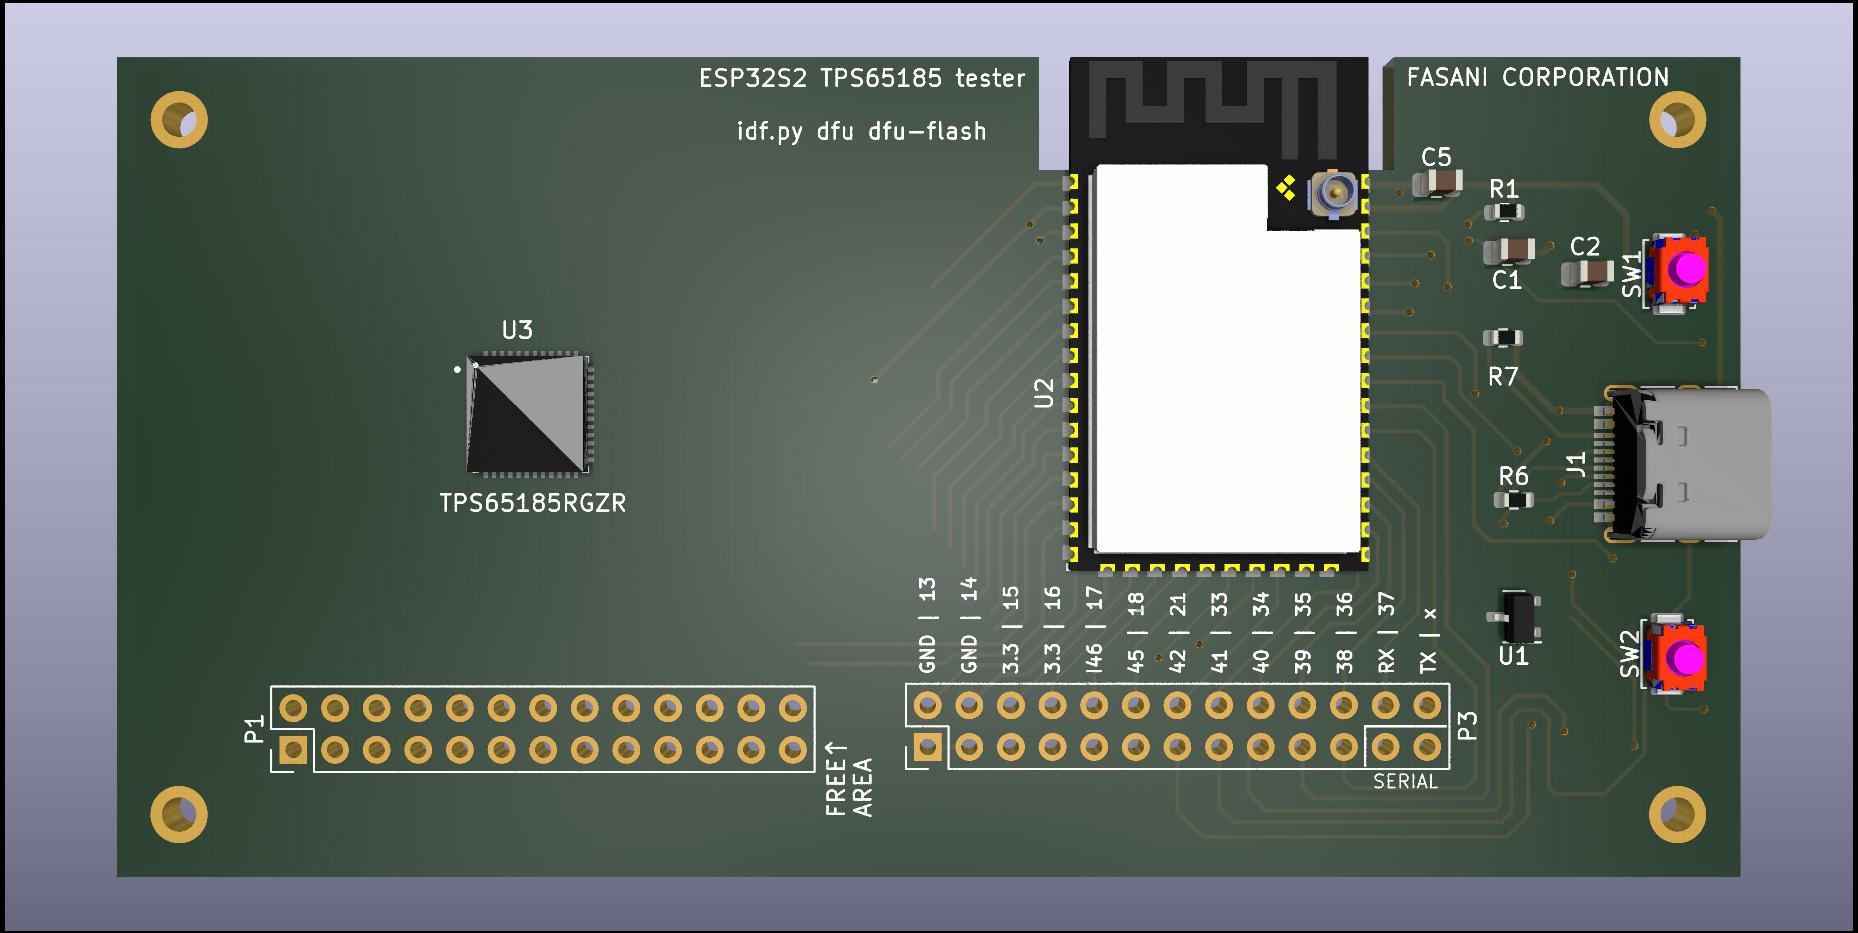 ESP32S2 TPS65185 tester
FASANI CORPORATION
idf.py dfu dfu-flash
C5
R1
C1
C2
SW1
U3
TPS65185RGZR
U2
R7
J1
R6
U1
SW2
GND | 13
GND | 14
3.3 | 15
3.3 | 16
I46 | 17
45 | 18
42 | 21
41 | 33
40 | 34
39 | 35
38 | 36
RX | 37
TX | x
P1
FREE↑
AREA
P3
SERIAL